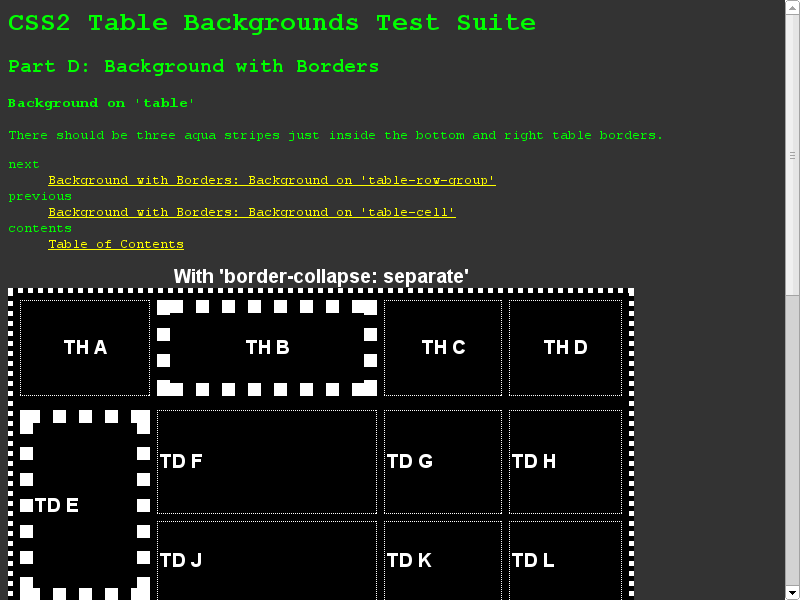 CSS2 Table Backgrounds Test Suite
Part D: Background with Borders
Background on 'table'
There should be three aqua stripes just inside the bottom and right table borders.
next
Background with Borders: Background on 'table-row-group'
previous
Background with Borders: Background on 'table-cell'
contents
Table of Contents
With 'border-collapse: separate'
TH A TH B TH C TH D
TD F TD G TD H
TD E
TD J TD K TD L